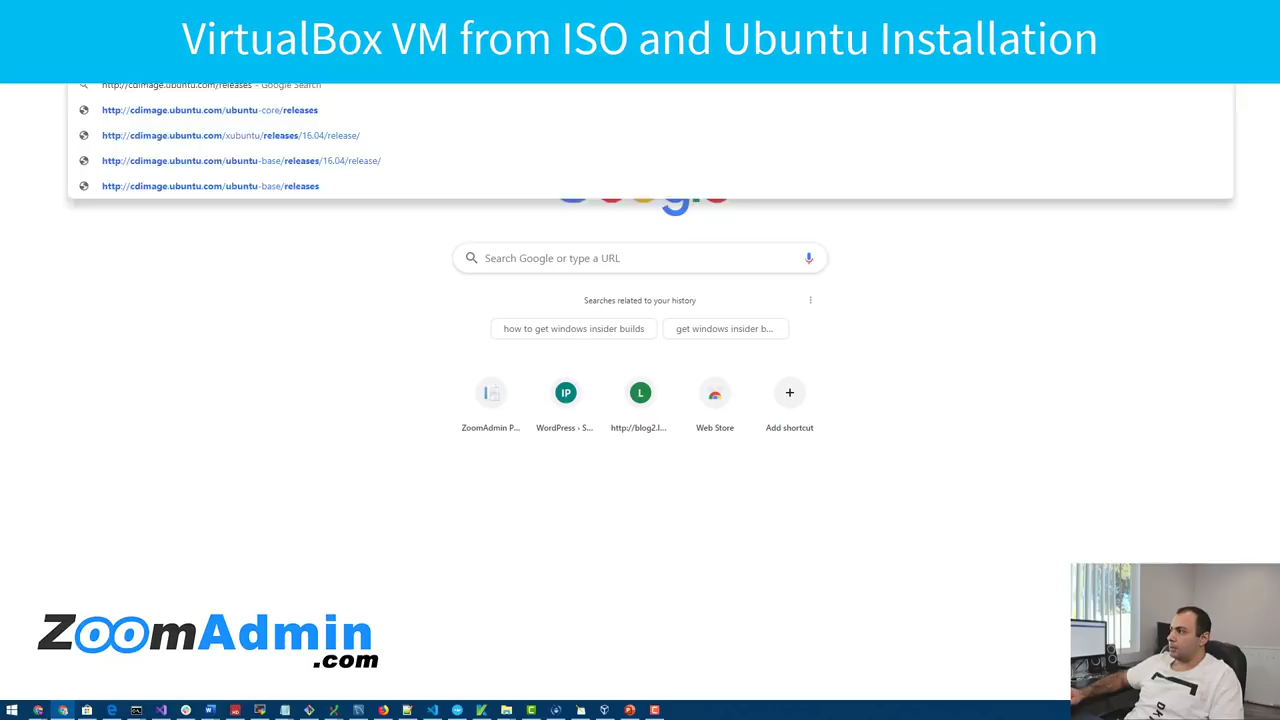 VirtualBox VM from ISO and Ubuntu Installation
http://cdimage.ubuntu.com/releases - Google Search
http://cdimage.ubuntu.com/ubuntu-core/releases
http://cdimage.ubuntu.com/xubuntu/releases/16.04/release/
http://cdimage.ubuntu.com/ubuntu-base/releases/16.04/release/
http://cdimage.ubuntu.com/ubuntu-base/releases
Search Google or type a URL
Searches related to your history
how to get windows insider builds
get windows insider b...
IP
L
ZoomAdmin P...
WordPress › S...
http://blog2.l...
Web Store
Add shortcut
ZoomAdmin
.com